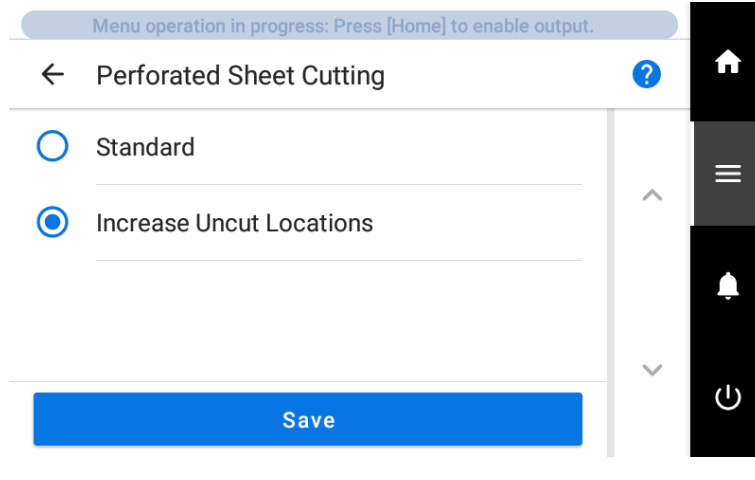 Menu operation in progress: Press [Home] to enable output.
Perforated Sheet Cutting
?
Standard
Increase Uncut Locations
Save